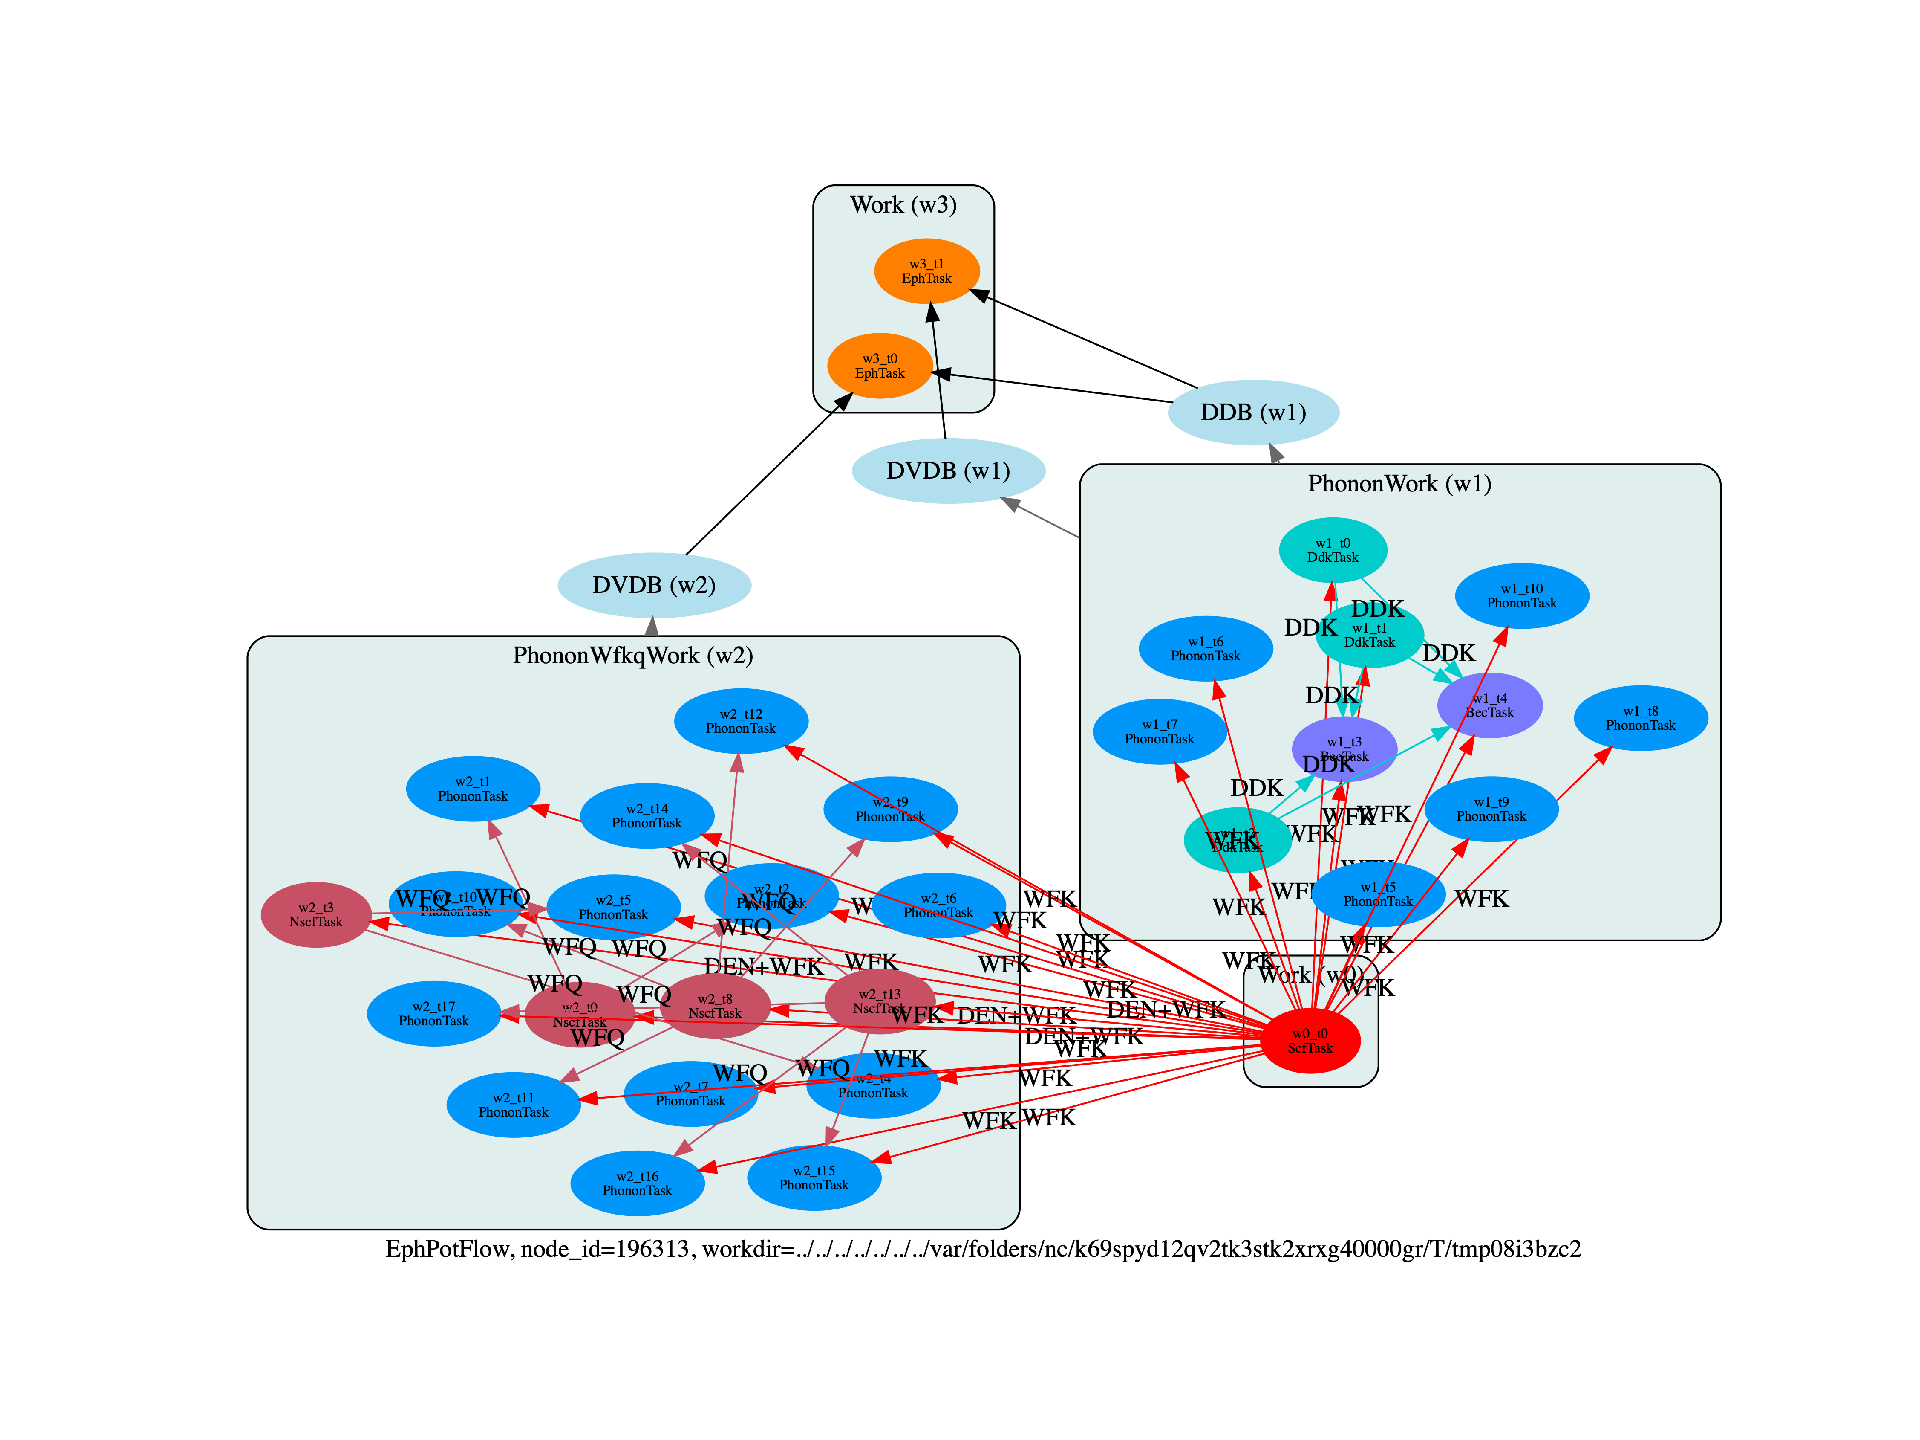 Work (w3)
w3_t1
EphTask
w3_t0
EphTask
DDB (w1)
DVDB (w1)
DVDB (w2)
PhononWork (w1)
w1_t0
DdkTask
w1_t10
PhononTask
DDK
DDK
w1_t1
DdkTask
w1_t6
PhononTask
DDK
DDK
w1_t4
BecTask
w1_t8
PhononTask
w1_t7
PhononTask
w1_t3
BecTask
DDK
DDK
w1_t9
PhononTask
WFK
WFK
WFK
WFK
DdkTask
w1_t5
PhononTask
WFK
WFK
WFK
WFK
WFK
Work (w0)
w0_t0
ScfTask
PhononWfkqWork (w2)
w2_t12
PhononTask
w2_t1
PhononTask
w2_t14
PhononTask
w2_t9
PhononTask
WFQ
w2_t3
NscfTask
WFQ
w2_t10
PhononTask
WFQ
w2_t5
PhononTask
w2_t2
PhononTask
WFQ
w2_t6
PhononTask
WFK
WFK
WFQ
WFQ
WFQ
WFK
WFK
DEN+WFK
WFK
WFK
WFQ
WFQ
WFK
w2_t17
PhononTask
w2_t0
NscfTask
w2_t8
NscfTask
w2_t13
NscfTask
WFK
DEN+WFK
DEN+WFK
WFQ
DEN+WFK
WFK
WFQ
WFQ
WFK
WFK
w2_t11
PhononTask
w2_t7
PhononTask
w2_t4
PhononTask
WFK
WFK
w2_t16
PhononTask
w2_t15
PhononTask
EphPotFlow, node_id=196313, workdir=../../../../../../../var/folders/nc/k69spyd12qv2tk3stk2xrxg40000gr/T/tmp08i3bzc2